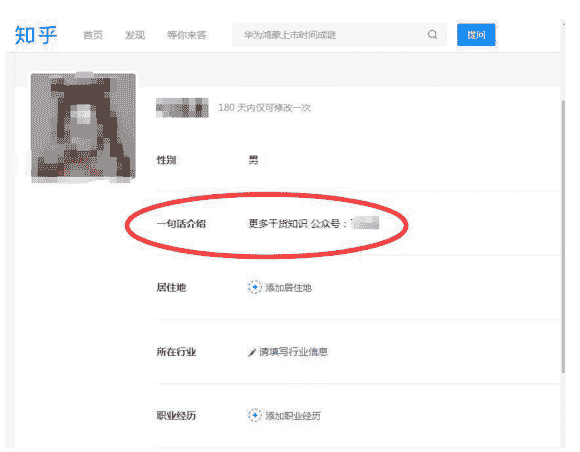 知乎 首页 发现 等你来答 华为鸿蒙上市时间成谜 提问
180 天内仅可修改一次
性别 男
一句话介绍 更多干货知识 公众号：
居住地 添加居住地
所在行业 请填写行业信息
职业经历 添加职业经历